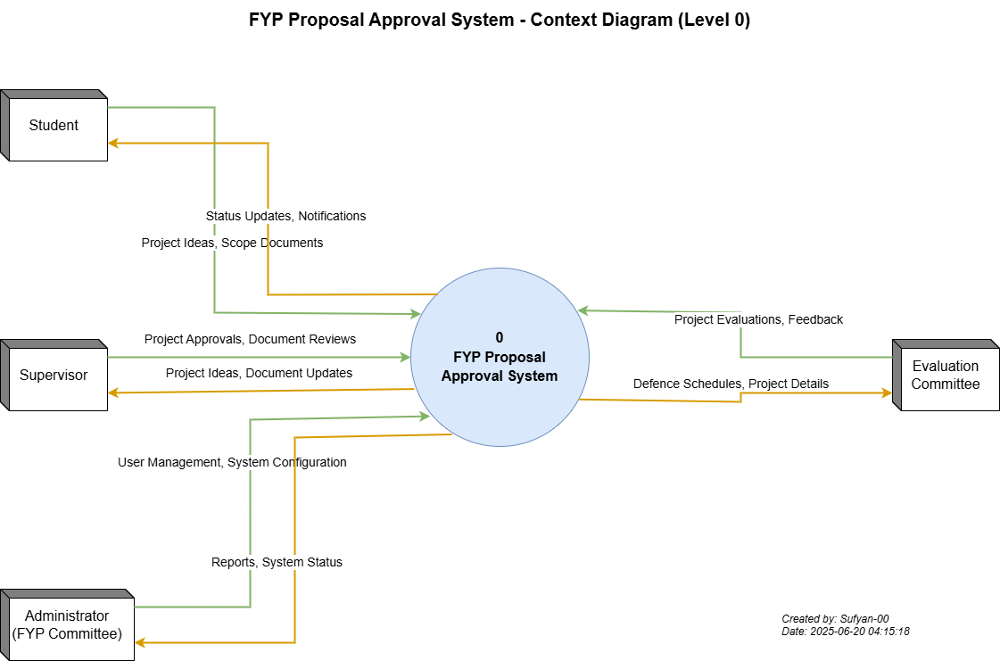 FYP Proposal Approval System - Context Diagram (Level 0)
Student
Status Updates, Notifications
Project Ideas, Scope Documents
Project Approvals, Document Reviews
Supervisor
Project Ideas, Document Updates
0
FYP Proposal
Approval System
Project Evaluations, Feedback
Evaluation
Committee
Defence Schedules, Project Details
User Management, System Configuration
Reports, System Status
Administrator
(FYP Committee)
Created by: Sufyan-00
Date: 2025-06-20 04:15:18